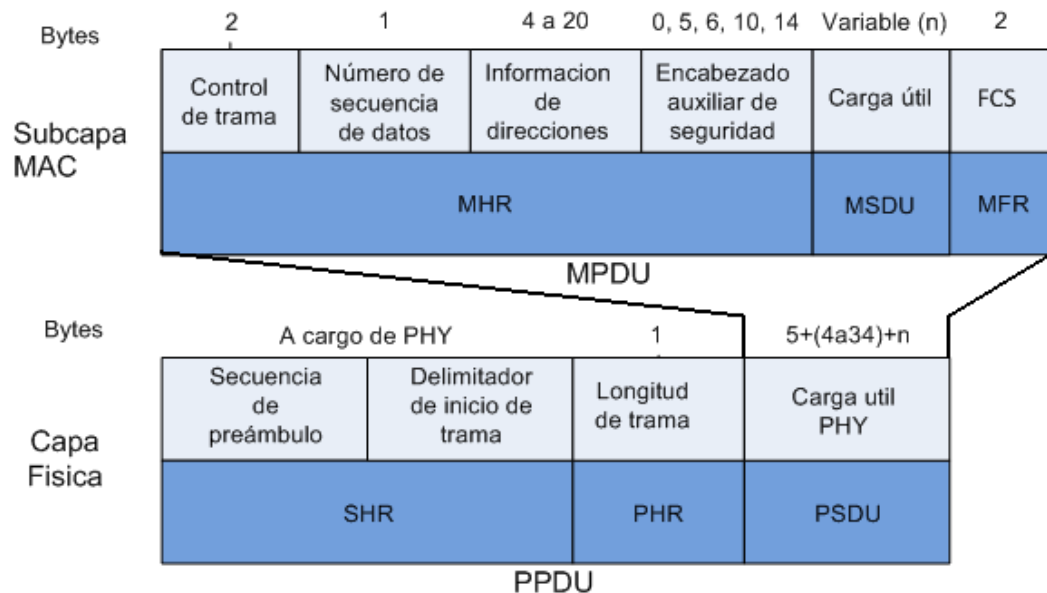 Bytes
2
1
4 a 20
0, 5, 6, 10, 14
Variable (n)
2
Subcapa
MAC
Control
de trama
Número de
secuencia
de datos
Informacion
de
direcciones
Encabezado
auxiliar de
seguridad
Carga útil
FCS
MHR
MSDU
MFR
MPDU
Bytes
A cargo de PHY
1
5+(4a34)+n
Capa
Fisica
Secuencia
de
preámbulo
Delimitador
de inicio de
trama
Longitud
de trama
Carga util
PHY
SHR
PHR
PSDU
PPDU